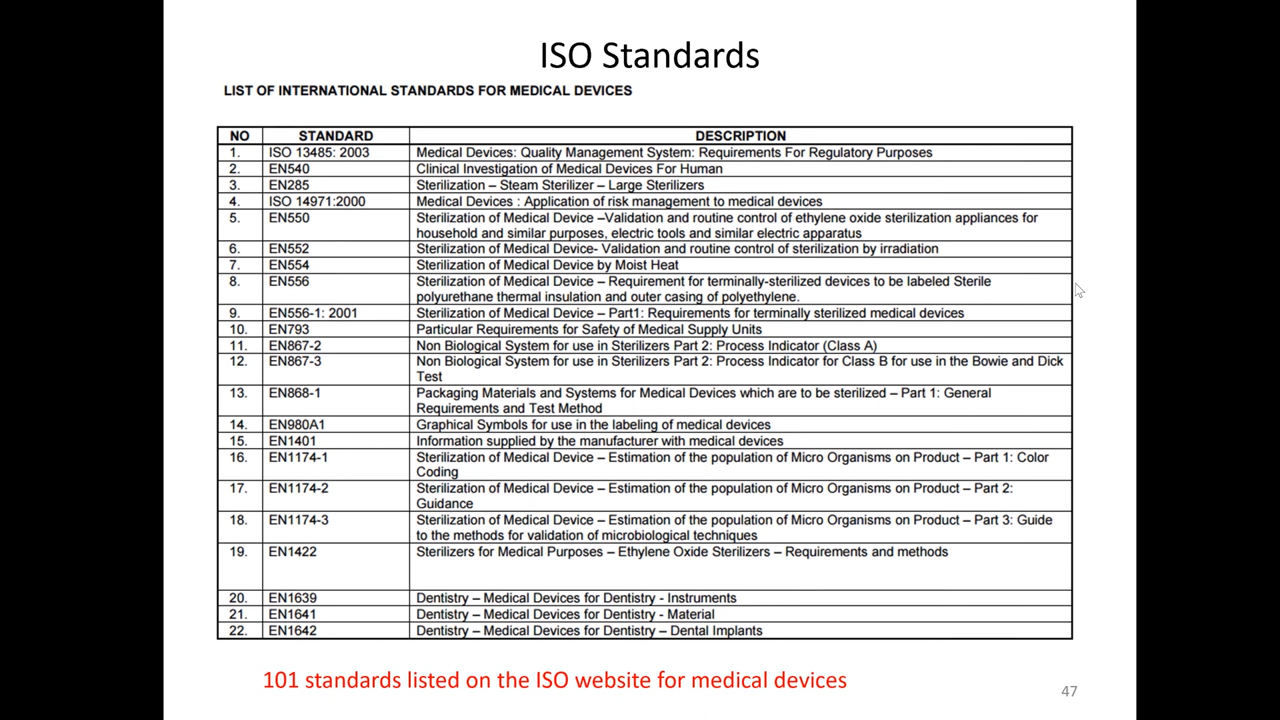 ISO Standards
LIST OF INTERNATIONAL STANDARDS FOR MEDICAL DEVICES
NO STANDARD DESCRIPTION
1. ISO 13485: 2003 Medical Devices: Quality Management System: Requirements For Regulatory Purposes
2. EN540 Clinical Investigation of Medical Devices For Human
3. EN285 Sterilization – Steam Sterilizer – Large Sterilizers
4. ISO 14971:2000 Medical Devices : Application of risk management to medical devices
5. EN550 Sterilization of Medical Device –Validation and routine control of ethylene oxide sterilization appliances for
household and similar purposes, electric tools and similar electric apparatus
6. EN552 Sterilization of Medical Device- Validation and routine control of sterilization by irradiation
7. EN554 Sterilization of Medical Device by Moist Heat
8. EN556 Sterilization of Medical Device – Requirement for terminally-sterilized devices to be labeled Sterile
polyurethane thermal insulation and outer casing of polyethylene.
9. EN556-1: 2001 Sterilization of Medical Device – Part1: Requirements for terminally sterilized medical devices
10. EN793 Particular Requirements for Safety of Medical Supply Units
11. EN867-2 Non Biological System for use in Sterilizers Part 2: Process Indicator (Class A)
12. EN867-3 Non Biological System for use in Sterilizers Part 2: Process Indicator for Class B for use in the Bowie and Dick
Test
13. EN868-1 Packaging Materials and Systems for Medical Devices which are to be sterilized – Part 1: General
Requirements and Test Method
14. EN980A1 Graphical Symbols for use in the labeling of medical devices
15. EN1401 Information supplied by the manufacturer with medical devices
16. EN1174-1 Sterilization of Medical Device – Estimation of the population of Micro Organisms on Product – Part 1: Color
Coding
17. EN1174-2 Sterilization of Medical Device – Estimation of the population of Micro Organisms on Product – Part 2:
Guidance
18. EN1174-3 Sterilization of Medical Device – Estimation of the population of Micro Organisms on Product – Part 3: Guide
to the methods for validation of microbiological techniques
19. EN1422 Sterilizers for Medical Purposes – Ethylene Oxide Sterilizers – Requirements and methods
20. EN1639 Dentistry – Medical Devices for Dentistry - Instruments
21. EN1641 Dentistry – Medical Devices for Dentistry - Material
22. EN1642 Dentistry – Medical Devices for Dentistry – Dental Implants
101 standards listed on the ISO website for medical devices
47